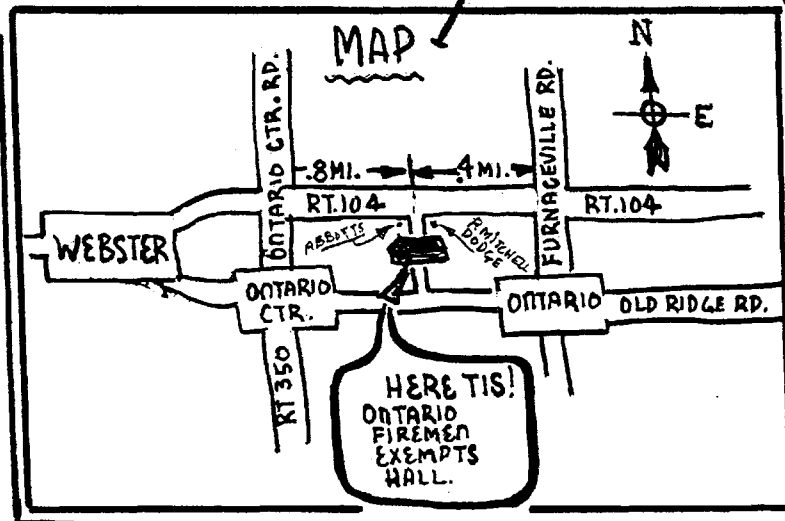 MAP
N
E
N
ONTARIO CTR. RD.
FURNACEVILLE RD.
.8MI.
.4MI.
RT.104
RT.104
ABBOTTS
MITCHELL
DODGE
WEBSTER
ONTARIO
CTR.
ONTARIO
OLD RIDGE RD.
RT 350
HERE TIS!
ONTARIO
FIREMEN
EXEMPTS
HALL.